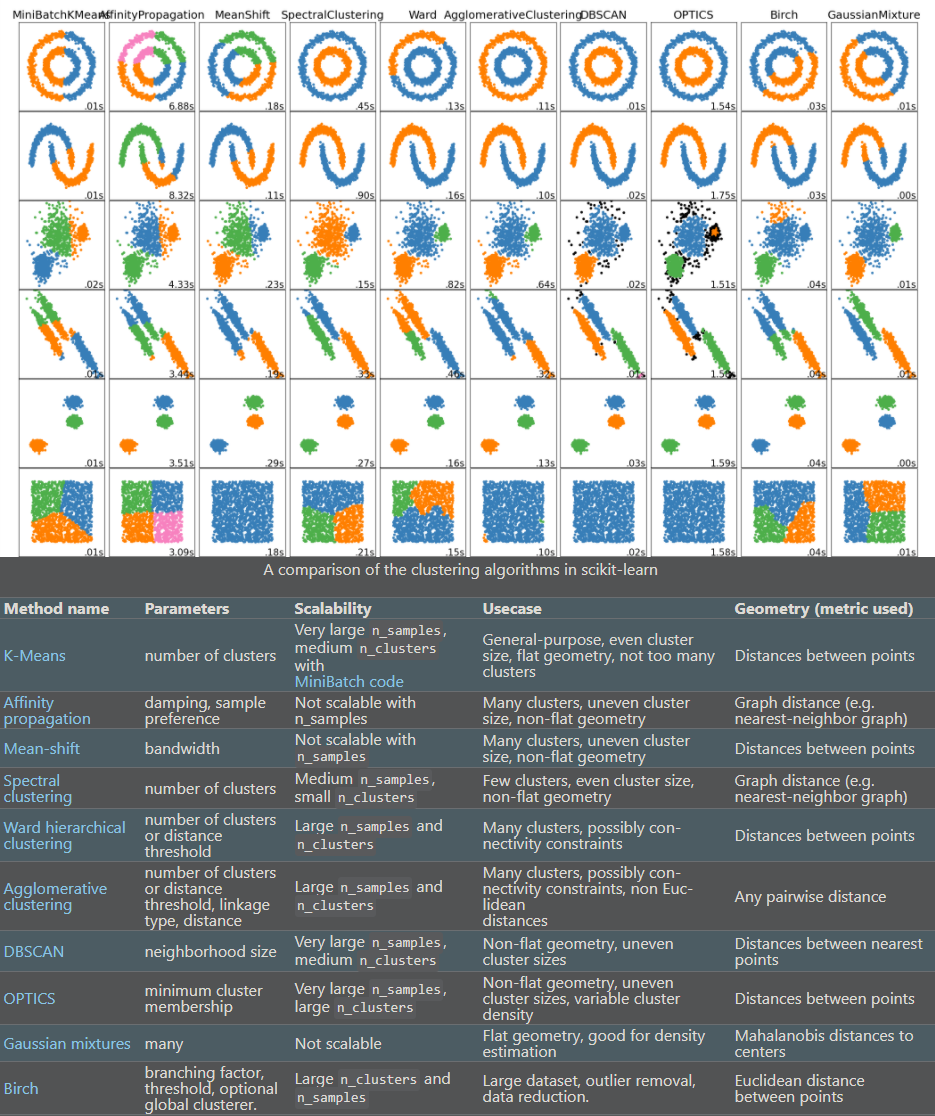 MiniBatchKMeans AffinityPropagation MeanShift SpectralClustering Ward AgglomerativeClustering DBSCAN OPTICS Birch GaussianMixture
.01s 6.88s .18s .45s .13s .11s .01s 1.54s .03s .01s
.01s 8.32s .11s .90s .16s .10s .02s 1.75s .03s .00s
.02s 4.33s .23s .15s .82s .64s .02s 1.51s .04s .01s
.01s 3.44s .19s .33s .46s .32s .01s .04s .01s
.01s 3.51s .29s .27s .16s .13s .03s 1.59s .04s .00s
.01s 3.09s .18s .21s .15s .10s .02s 1.58s .04s .01s
A comparison of the clustering algorithms in scikit-learn
Method name Parameters Scalability Usecase Geometry (metric used)
K-Means
number of clusters
Very large n_samples,
medium n_clusters
with
MiniBatch code
General-purpose, even cluster
size, flat geometry, not too many
clusters
Distances between points
Affinity
propagation
damping, sample
preference
Not scalable with
n_samples
Many clusters, uneven cluster
size, non-flat geometry
Graph distance (e.g.
nearest-neighbor graph)
Mean-shift
bandwidth
Not scalable with
n_samples
Many clusters, uneven cluster
size, non-flat geometry
Distances between points
Spectral
clustering
number of clusters
Medium n_samples,
small n_clusters
Few clusters, even cluster size,
non-flat geometry
Graph distance (e.g.
nearest-neighbor graph)
Ward hierarchical
clustering
number of clusters
or distance
threshold
Large n_samples and
n_clusters
Many clusters, possibly con-
nectivity constraints
Distances between points
Agglomerative
clustering
number of clusters
or distance
threshold, linkage
type, distance
Large n_samples and
n_clusters
Many clusters, possibly con-
nectivity constraints, non Euc-
lidean
distances
Any pairwise distance
DBSCAN
neighborhood size
Very large n_samples,
medium n_clusters
Non-flat geometry, uneven
cluster sizes
Distances between nearest
points
OPTICS
minimum cluster
membership
Very large n_samples,
large n_clusters
Non-flat geometry, uneven
cluster sizes, variable cluster
density
Distances between points
Gaussian mixtures
many
Not scalable
Flat geometry, good for density
estimation
Mahalanobis distances to
centers
Birch
branching factor,
threshold, optional
global clusterer.
Large n_clusters and
n_samples
Large dataset, outlier removal,
data reduction.
Euclidean distance
between points